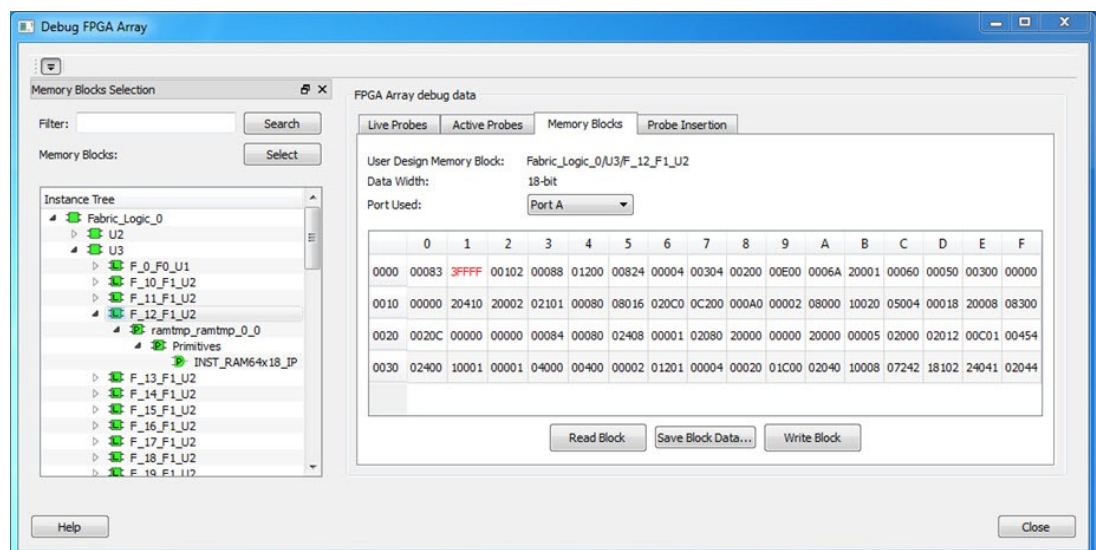 Debug FPGA Array
Memory Blocks Selection
Filter:
Search
Memory Blocks:
Select
Instance Tree
Fabric_Logic_0
U2
U3
F_0_F0_U1
F_10_F1_U2
F_11_F1_U2
F_12_F1_U2
ramtmp_ramtmp_0_0
Primitives
INST_RAM64x18_IP
F_13_F1_U2
F_14_F1_U2
F_15_F1_U2
F_16_F1_U2
F_17_F1_U2
F_18_F1_U2
F_19_F1_U2
FPGA Array debug data
Live Probes Active Probes Memory Blocks Probe Insertion
User Design Memory Block: Fabric_Logic_0/U3/F_12_F1_U2
Data Width: 18-bit
Port Used: Port A
0 1 2 3 4 5 6 7 8 9 A B C D E F
0000 00083 3FFFF 00102 00088 01200 00824 00004 00304 00200 00E00 0006A 20001 00060 00050 00300 00000
0010 00000 20410 20002 02101 00080 08016 020C0 0C200 000A0 00002 08000 10020 05004 00018 20008 08300
0020 0020C 00000 00000 00084 00080 02408 00001 02080 20000 00000 20000 00005 02000 02012 00C01 00454
0030 02400 10001 00001 04000 00400 00002 01201 00004 00020 01C00 02040 10008 07242 18102 24041 02044
Read Block Save Block Data... Write Block
Help Close